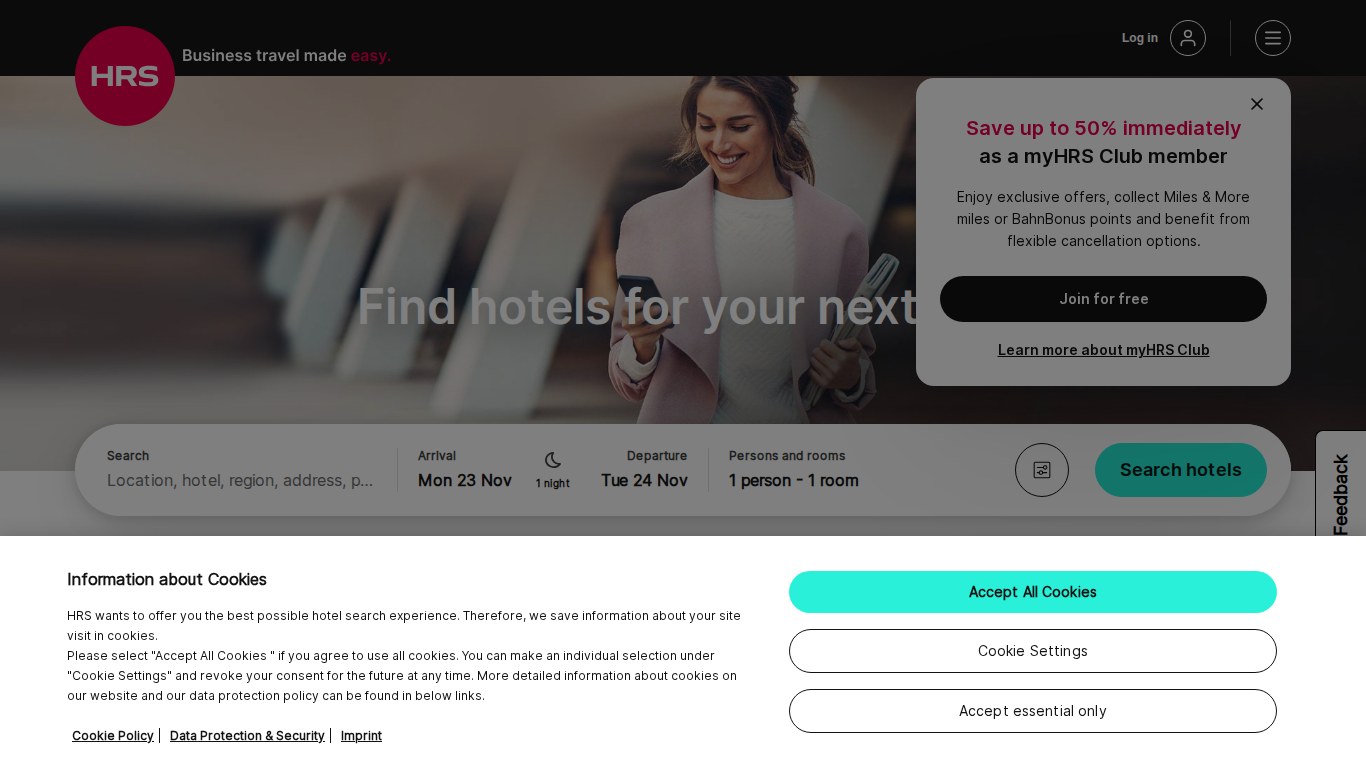 HRS
Business travel made easy.
Log in
Save up to 50% immediately
as a myHRS Club member
Enjoy exclusive offers, collect Miles & More
miles or BahnBonus points and benefit from
flexible cancellation options.
Join for free
Learn more about myHRS Club
Find hotels for your next
Search
Location, hotel, region, address, p...
Arrival
Mon 23 Nov
1 night
Departure
Tue 24 Nov
Persons and rooms
1 person - 1 room
Search hotels
Feedback
Information about Cookies
HRS wants to offer you the best possible hotel search experience. Therefore, we save information about your site
visit in cookies.
Please select "Accept All Cookies " if you agree to use all cookies. You can make an individual selection under
"Cookie Settings" and revoke your consent for the future at any time. More detailed information about cookies on
our website and our data protection policy can be found in below links.
Cookie Policy | Data Protection & Security | Imprint
Accept All Cookies
Cookie Settings
Accept essential only